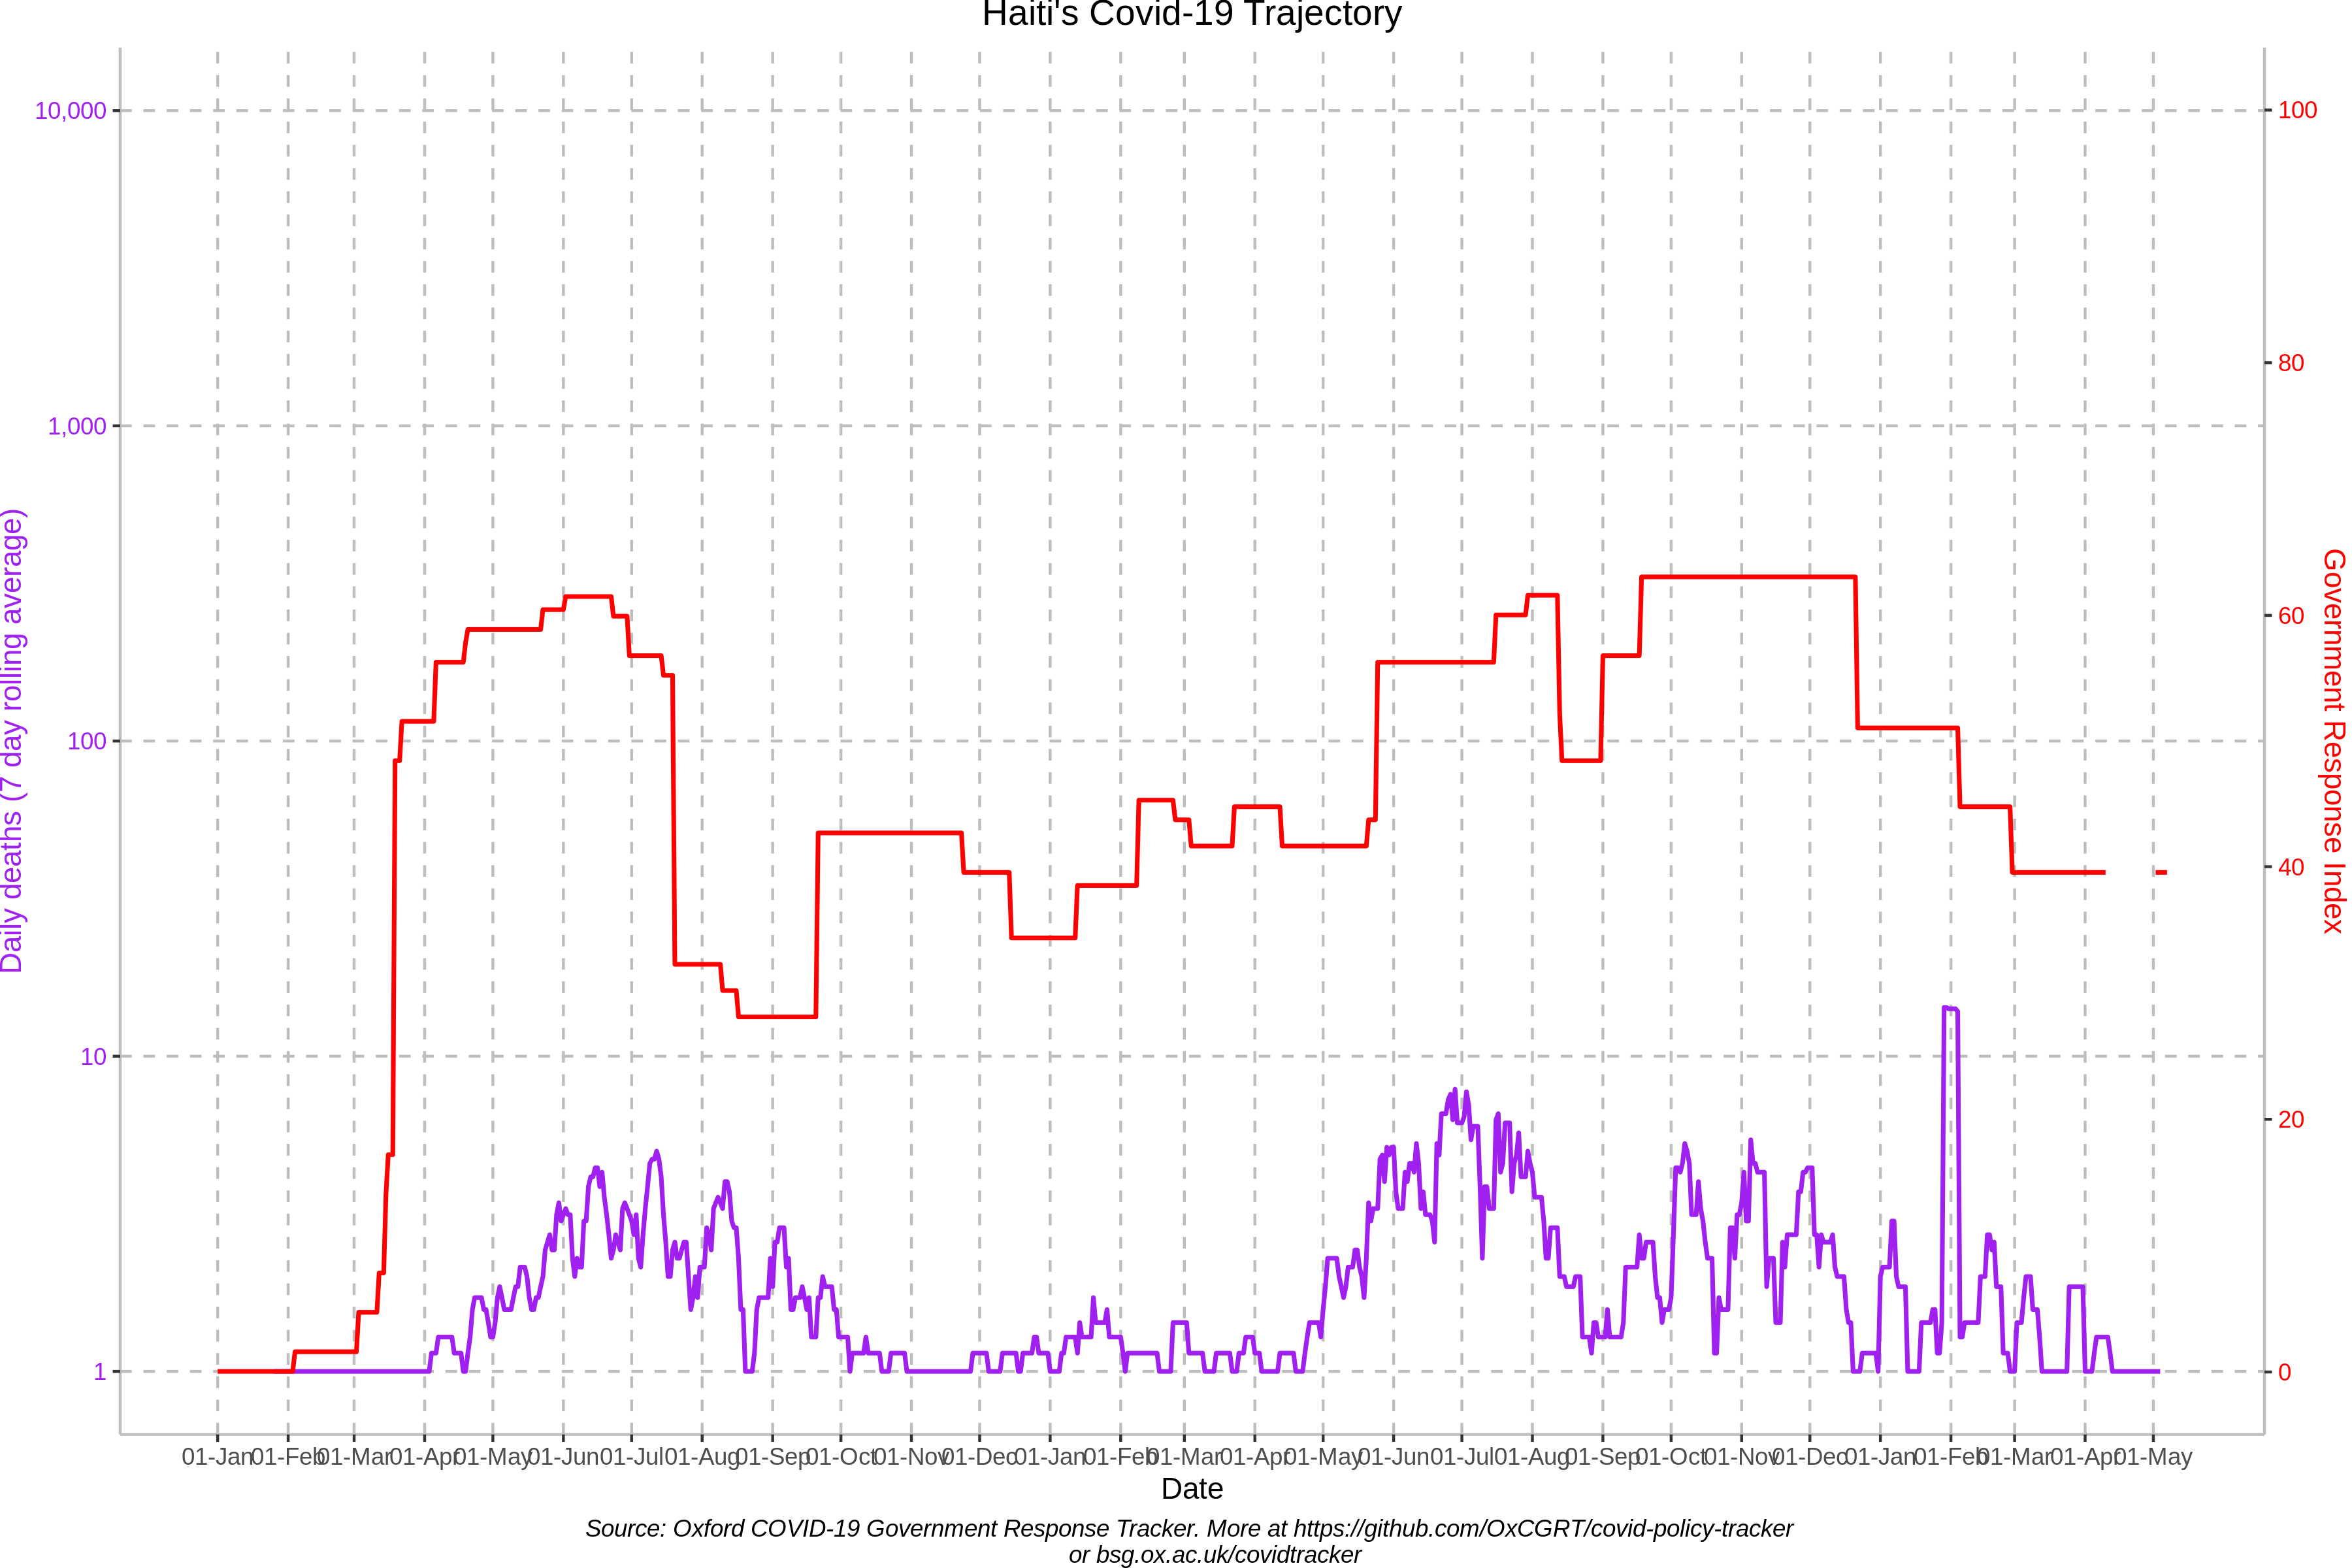 Haiti's Covid-19 Trajectory
Daily deaths (7 day rolling average)
10,000
1,000
100
10
1
Government Response Index
100
80
60
40
20
0
01-Jan 01-Feb 01-Mar 01-Apr 01-May 01-Jun 01-Jul 01-Aug 01-Sep 01-Oct 01-Nov 01-Dec 01-Jan 01-Feb 01-Mar 01-Apr 01-May 01-Jun 01-Jul 01-Aug 01-Sep 01-Oct 01-Nov 01-Dec 01-Jan 01-Feb 01-Mar 01-Apr 01-May
Date
Source: Oxford COVID-19 Government Response Tracker. More at https://github.com/OxCGRT/covid-policy-tracker
or bsg.ox.ac.uk/covidtracker